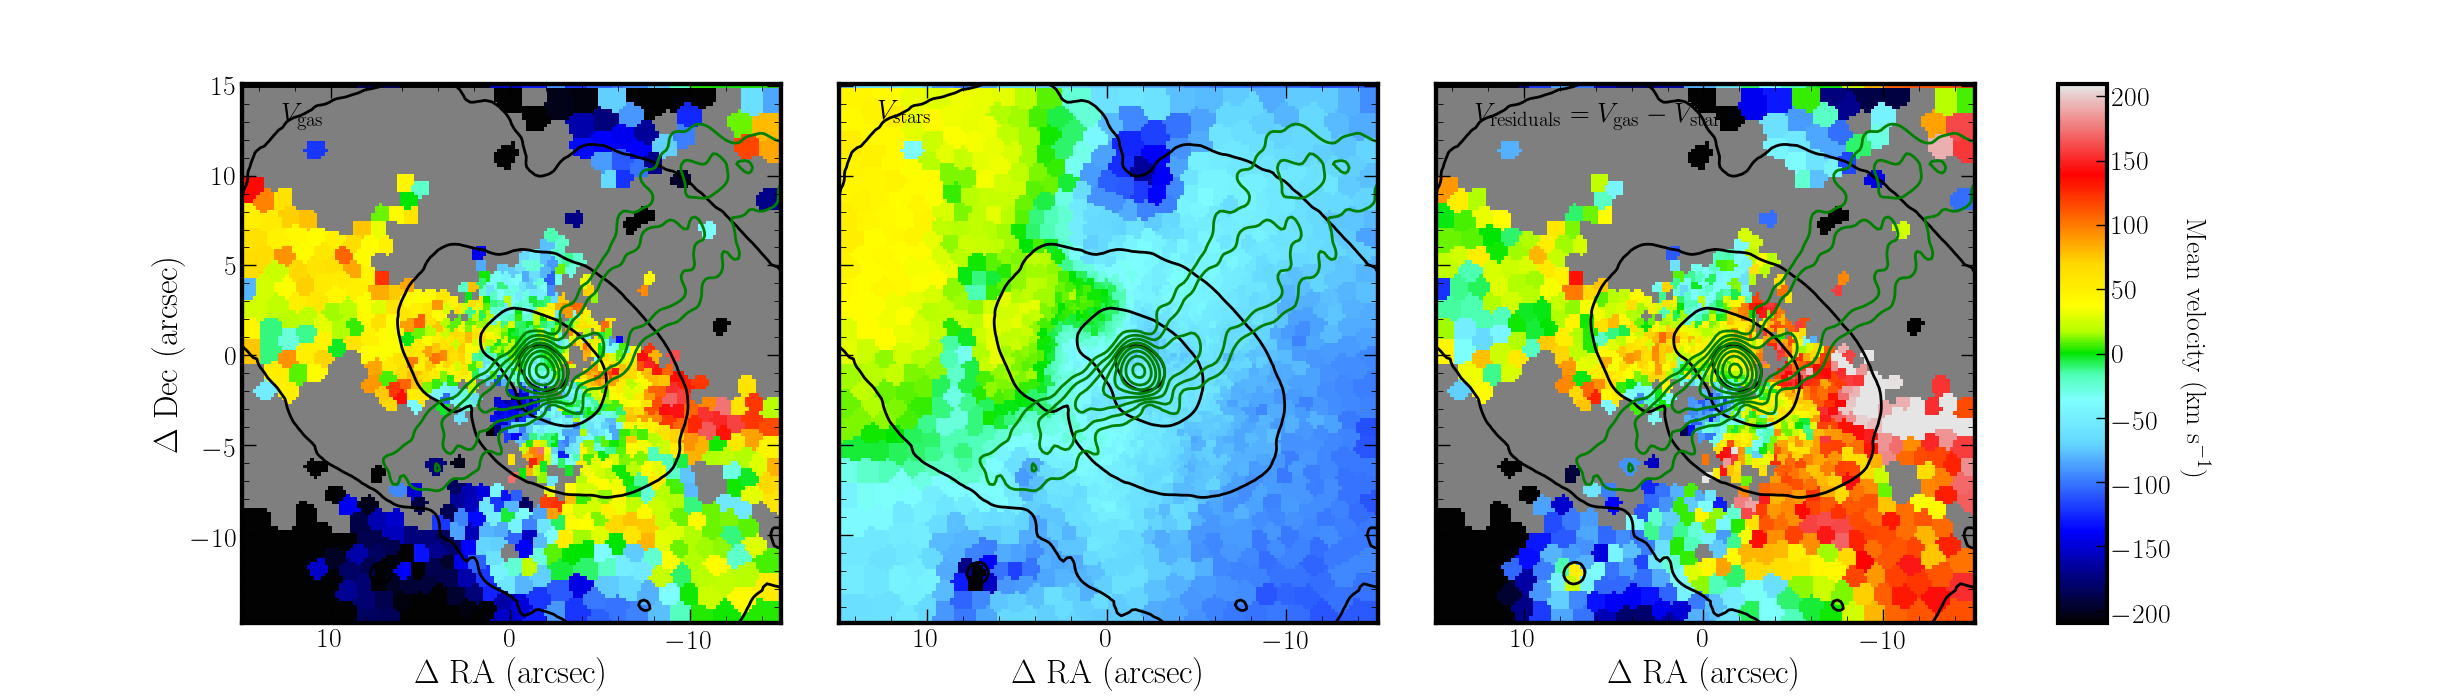 V_gas
V_stars
V_residuals = V_gas − V_star
15
10
5
0
−5
−10
Δ Dec (arcsec)
10 0 −10
Δ RA (arcsec)
10 0 −10
Δ RA (arcsec)
10 0 −10
Δ RA (arcsec)
200
150
100
50
0
−50
−100
−150
−200
Mean velocity (km s⁻¹)